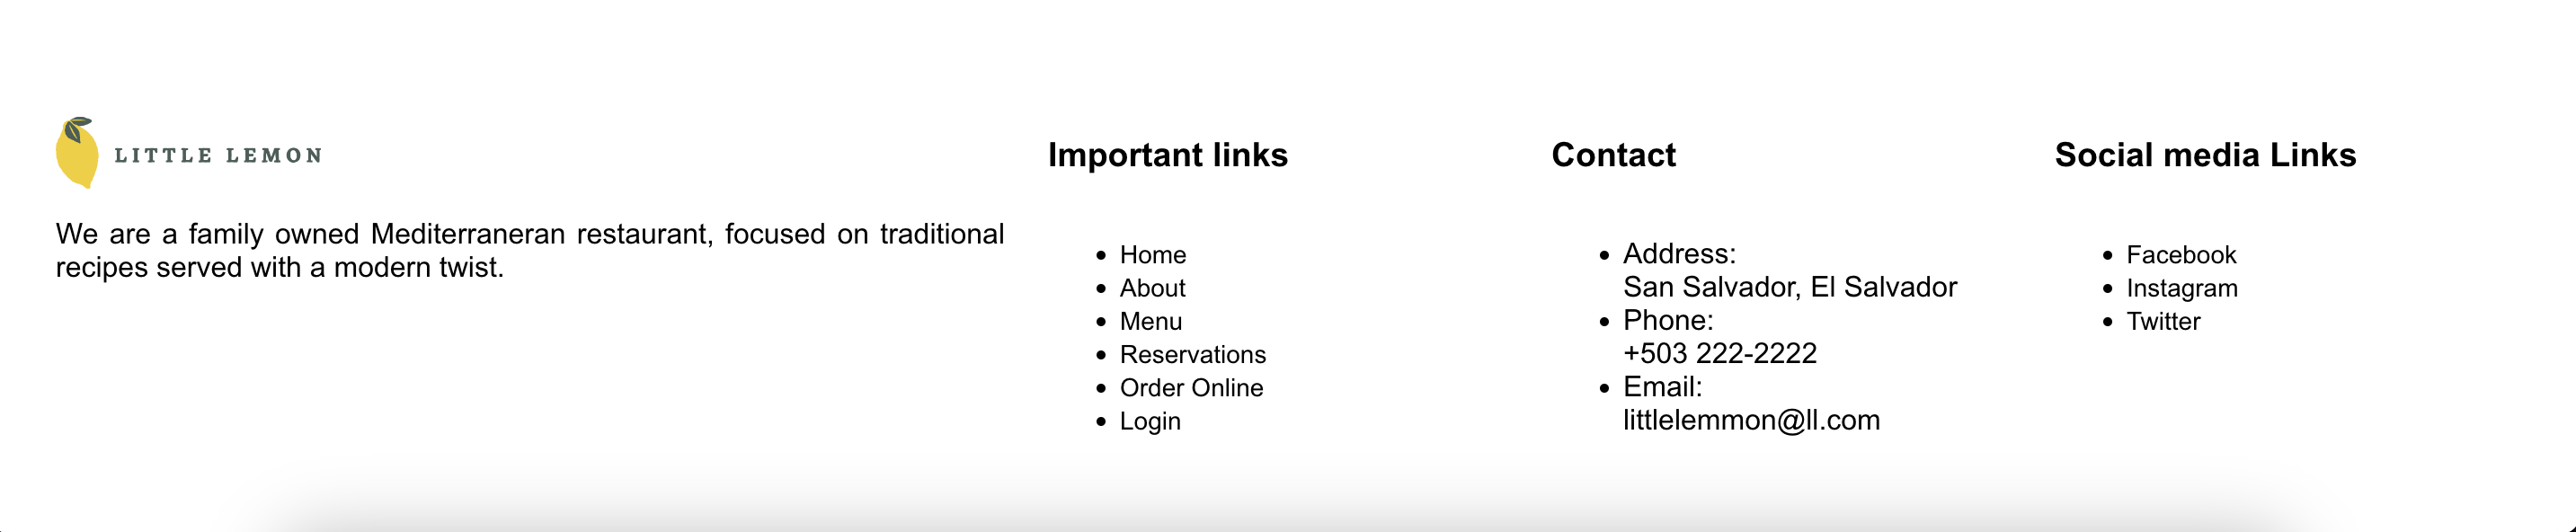 LITTLE LEMON
We are a family owned Mediterraneran restaurant, focused on traditional
recipes served with a modern twist.
Important links
Home
About
Menu
Reservations
Order Online
Login
Contact
Address:
San Salvador, El Salvador
Phone:
+503 222-2222
Email:
littlelemmon@ll.com
Social media Links
Facebook
Instagram
Twitter